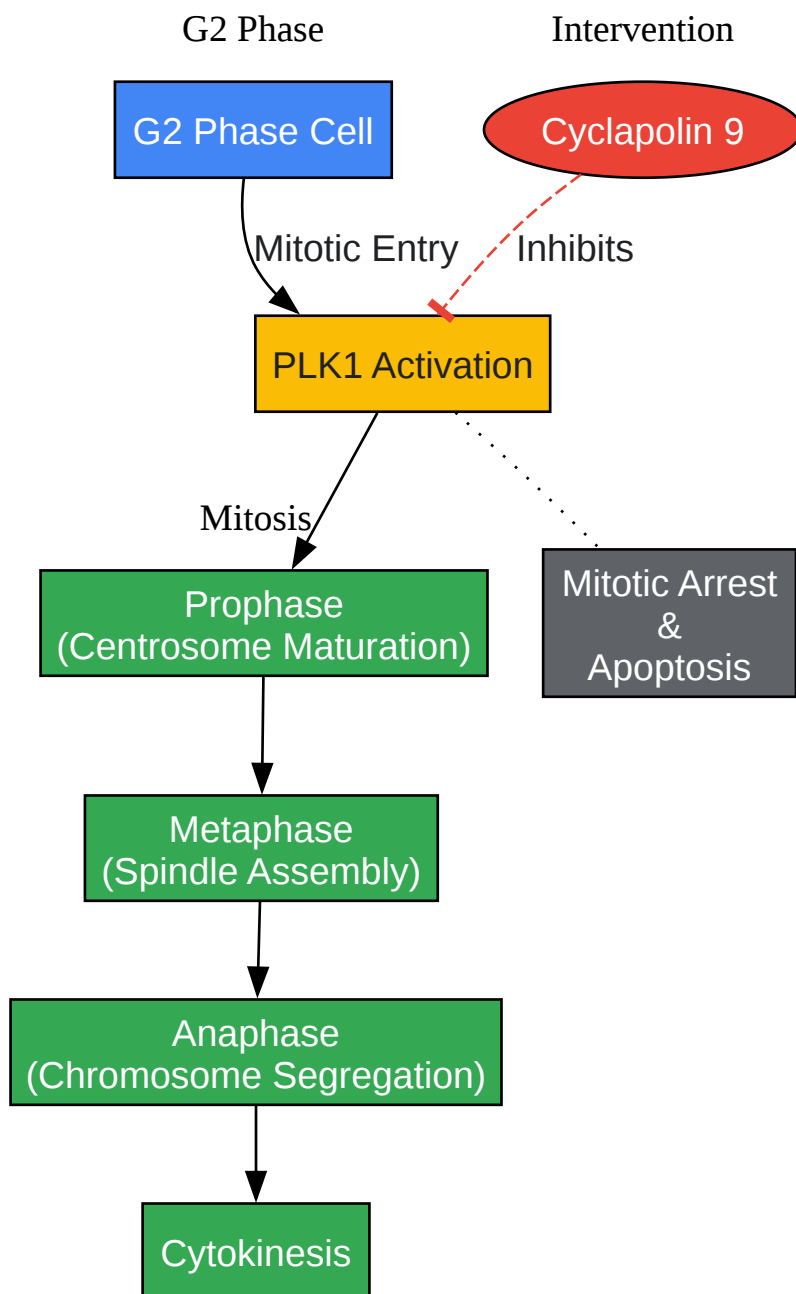 G2 Phase
Intervention
G2 Phase Cell
Cyclapolin 9
Mitotic Entry
Inhibits
PLK1 Activation
Mitosis
Prophase
(Centrosome Maturation)
Mitotic Arrest
&
Apoptosis
Metaphase
(Spindle Assembly)
Anaphase
(Chromosome Segregation)
Cytokinesis